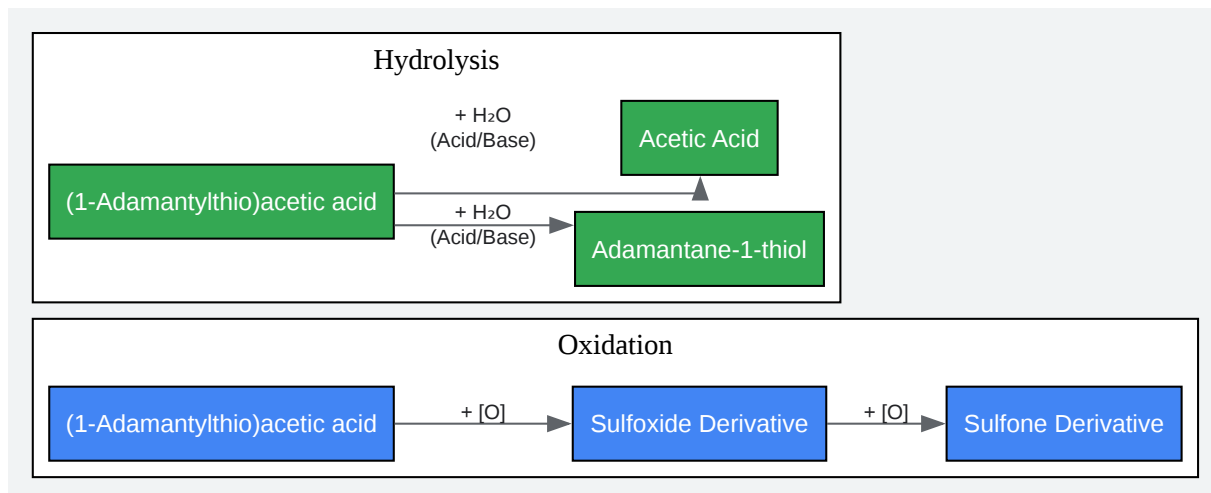 Hydrolysis
+ H₂O
(Acid/Base)
Acetic Acid
(1-Adamantylthio)acetic acid
+ H₂O
(Acid/Base)
Adamantane-1-thiol
Oxidation
(1-Adamantylthio)acetic acid
+ [O]
Sulfoxide Derivative
+ [O]
Sulfone Derivative